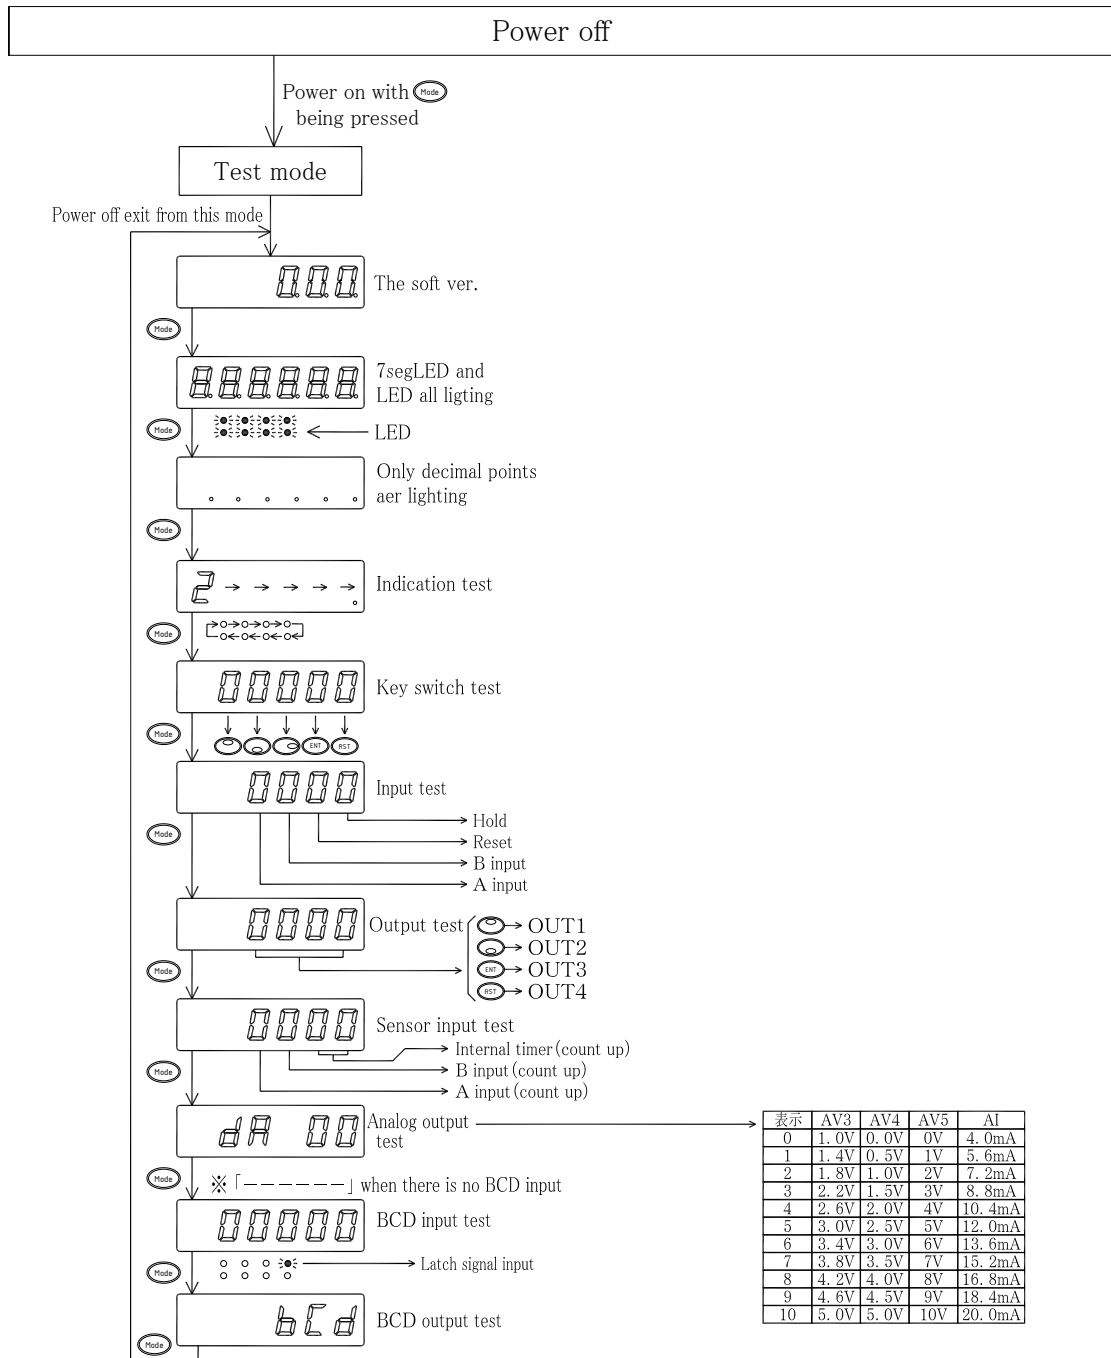 Power off
Power on with Mode
being pressed
Test mode
Power off exit from this mode
0.0.0.
The soft ver.
Mode
8.8.8.8.8.8.
7segLED and
LED all ligting
Mode
LED
. . . . . .
Only decimal points
aer lighting
Mode
2 → → → → →.
Indication test
Mode
00000
Key switch test
Mode
ENT RST
0000
Input test
Hold
Mode
Reset
B input
A input
0000
Output test
OUT1
OUT2
Mode
ENT → OUT3
RST → OUT4
0000
Sensor input test
Internal timer(count up)
Mode
B input(count up)
A input(count up)
dA 00
Analog output
test
表示 AV3 AV4 AV5 AI
0 1.0V 0.0V 0V 4.0mA
1 1.4V 0.5V 1V 5.6mA
2 1.8V 1.0V 2V 7.2mA
3 2.2V 1.5V 3V 8.8mA
4 2.6V 2.0V 4V 10.4mA
5 3.0V 2.5V 5V 12.0mA
6 3.4V 3.0V 6V 13.6mA
7 3.8V 3.5V 7V 15.2mA
8 4.2V 4.0V 8V 16.8mA
9 4.6V 4.5V 9V 18.4mA
10 5.0V 5.0V 10V 20.0mA
Mode
※「------」when there is no BCD input
00000
BCD input test
Mode
Latch signal input
bCd
BCD output test
Mode